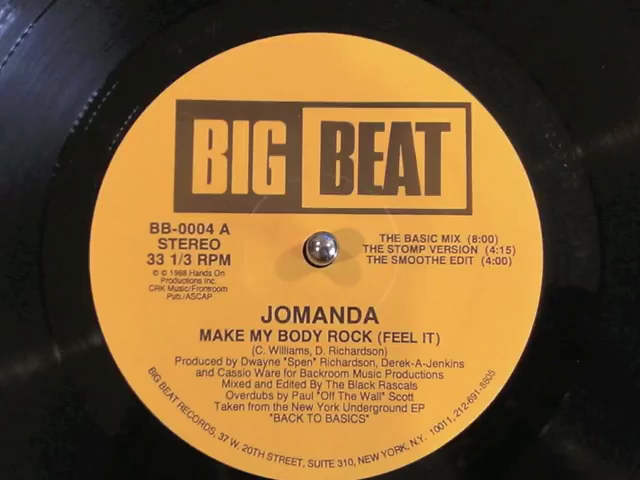 BIG BEAT
BB-0004 A
STEREO
33 1/3 RPM
℗ © 1988 Hands On
Productions Inc.
CRK Music/Frontroom
Pub./ASCAP
THE BASIC MIX (8:00)
THE STOMP VERSION (4:15)
THE SMOOTHE EDIT (4:00)
JOMANDA
MAKE MY BODY ROCK (FEEL IT)
(C. Williams, D. Richardson)
Produced by Dwayne "Spen" Richardson, Derek-A-Jenkins
and Cassio Ware for Backroom Music Productions
Mixed and Edited By The Black Rascals
Overdubs by Paul "Off The Wall" Scott
Taken from the New York Underground EP
"BACK TO BASICS"
BIG BEAT RECORDS, 37 W. 20TH STREET, SUITE 310, NEW YORK, N.Y. 10011, 212-691-8805